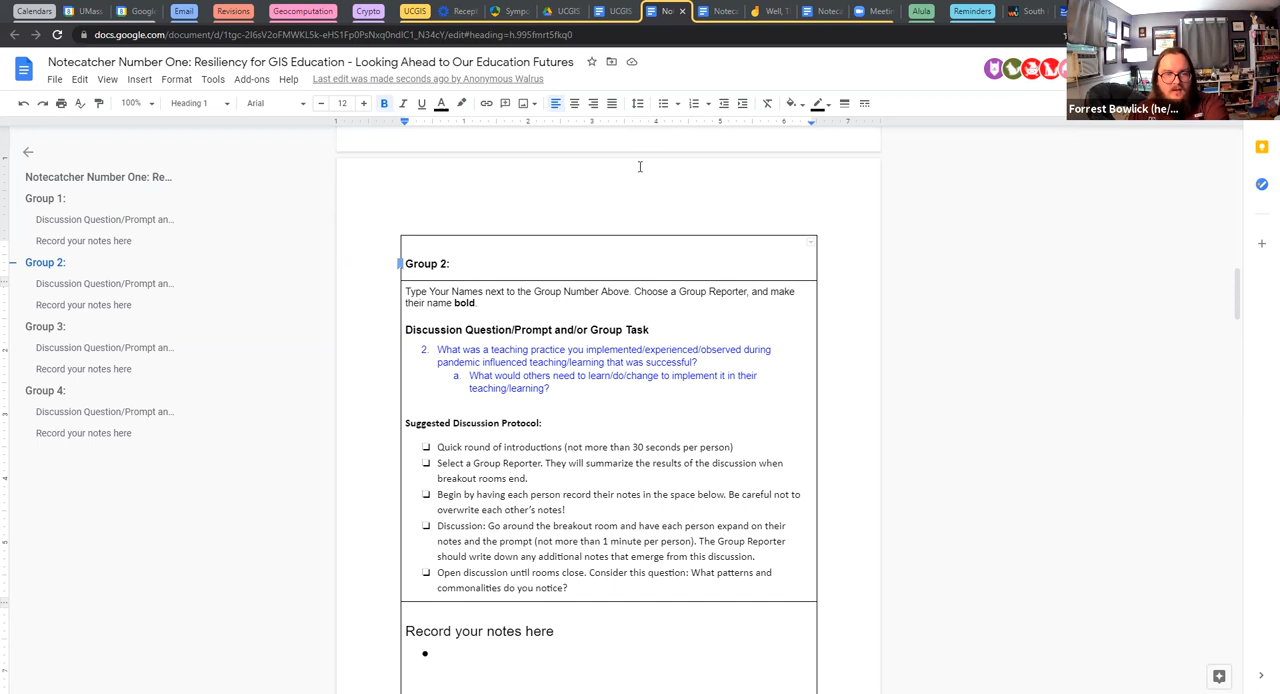 Calendars
UMass
Google
Email
Revisions
Geocomputation
Crypto
UCGIS
Recept
Sympo
UCGIS
UCGIS
No
Notec
Well, T
Notec
Meeti
Alula
Reminders
South
docs.google.com/document/d/1tgc-2I6sV2oFMWKL5k-eHS1Fp0PsNxq0ndIC1_N34cY/edit#heading=h.995fmrt5fkq0
Notecatcher Number One: Resiliency for GIS Education - Looking Ahead to Our Education Futures
File Edit View Insert Format Tools Add-ons Help Last edit was made seconds ago by Anonymous Walrus
100% Heading 1 Arial 12 B I U A
Forrest Bowlick (he/...
1 1 2 3 4 5 6 7
Notecatcher Number One: Re...
Group 1:
Discussion Question/Prompt an...
Record your notes here
Group 2:
Discussion Question/Prompt an...
Record your notes here
Group 3:
Discussion Question/Prompt an...
Record your notes here
Group 4:
Discussion Question/Prompt an...
Record your notes here
Group 2:
Type Your Names next to the Group Number Above. Choose a Group Reporter, and make
their name bold.
Discussion Question/Prompt and/or Group Task
2. What was a teaching practice you implemented/experienced/observed during
pandemic influenced teaching/learning that was successful?
a. What would others need to learn/do/change to implement it in their
teaching/learning?
Suggested Discussion Protocol:
❏ Quick round of introductions (not more than 30 seconds per person)
❏ Select a Group Reporter. They will summarize the results of the discussion when
breakout rooms end.
❏ Begin by having each person record their notes in the space below. Be careful not to
overwrite each other's notes!
❏ Discussion: Go around the breakout room and have each person expand on their
notes and the prompt (not more than 1 minute per person). The Group Reporter
should write down any additional notes that emerge from this discussion.
❏ Open discussion until rooms close. Consider this question: What patterns and
commonalities do you notice?
Record your notes here
●